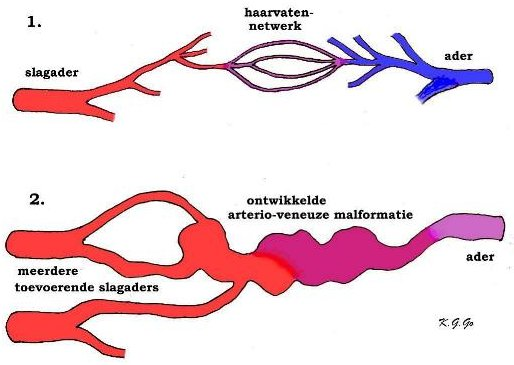 1.
haarvaten-
netwerk
slagader
ader
2.
ontwikkelde
arterio-veneuze malformatie
ader
meerdere
toevoerende slagaders
K.G.Go